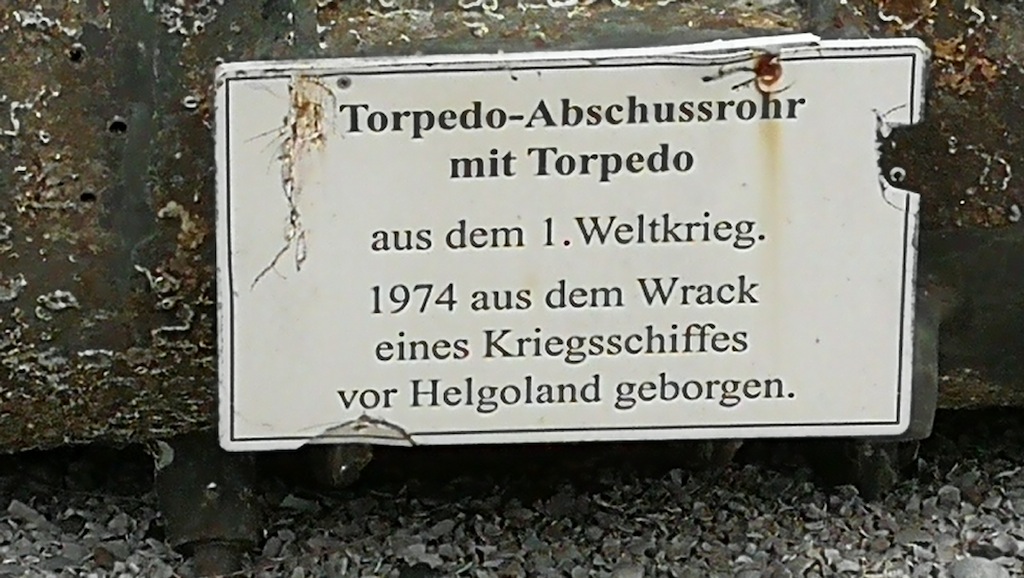 Torpedo-Abschussrohr
mit Torpedo
aus dem 1.Weltkrieg.
1974 aus dem Wrack
eines Kriegsschiffes
vor Helgoland geborgen.